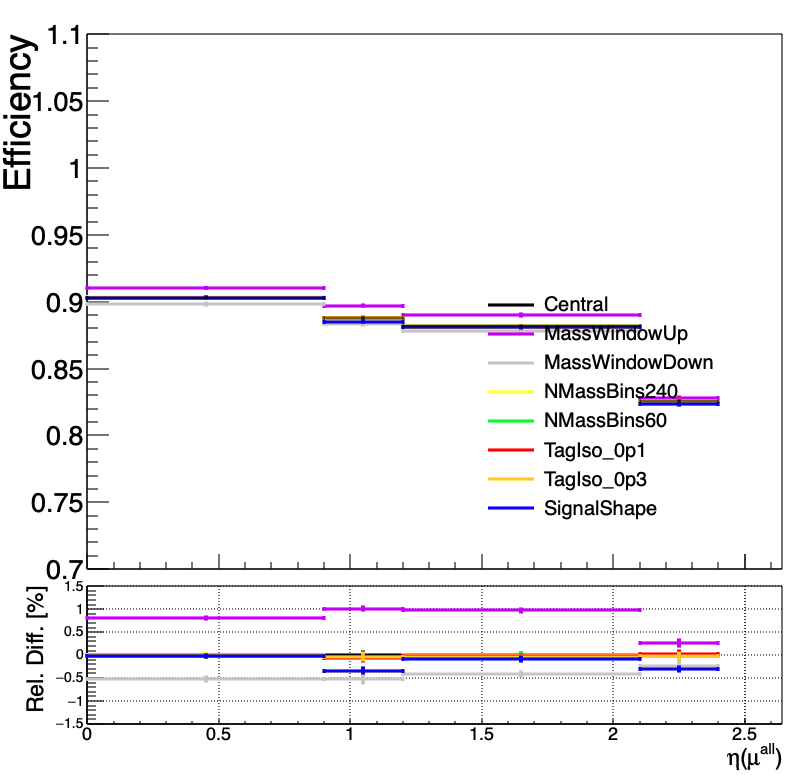 Efficiency
1.1
1.05
1
0.95
0.9
0.85
0.8
0.75
0.7
Central
MassWindowUp
MassWindowDown
NMassBins240
NMassBins60
TagIso_0p1
TagIso_0p3
SignalShape
Rel. Diff. [%]
1.5
1
0.5
0
−0.5
−1
−1.5
0 0.5 1 1.5 2 2.5
η(μ^all)